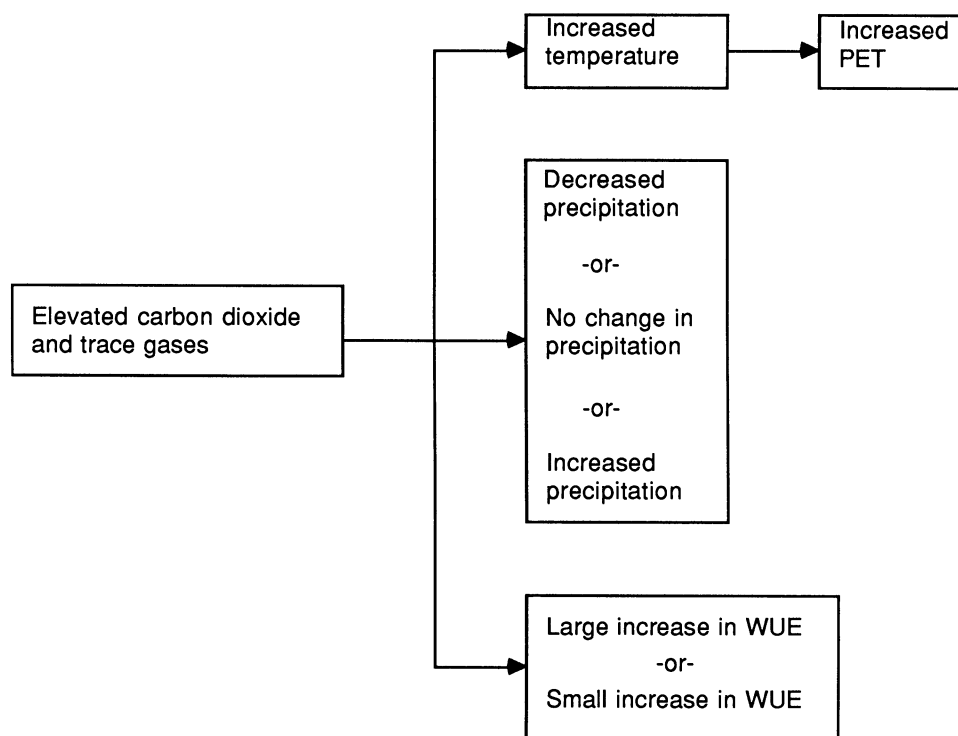 Increased
temperature
Increased
PET
Decreased
precipitation
-or-
No change in
precipitation
-or-
Increased
precipitation
Elevated carbon dioxide
and trace gases
Large increase in WUE
-or-
Small increase in WUE